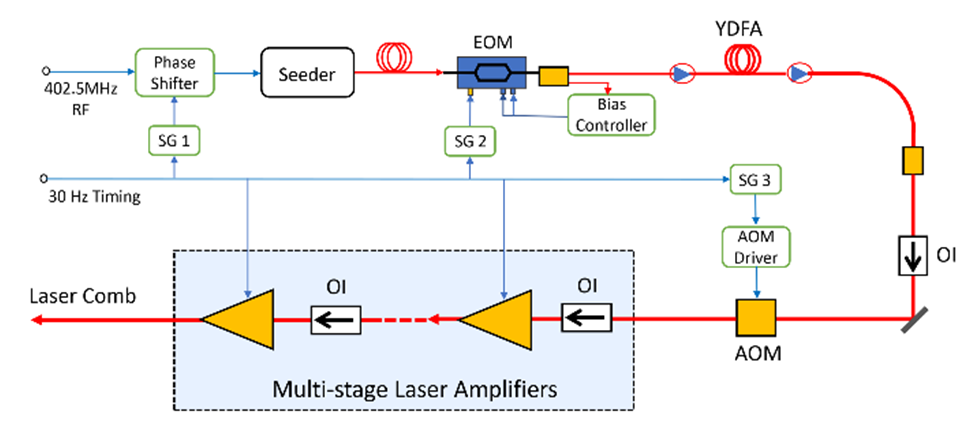 YDFA
EOM
Phase
Shifter
Seeder
402.5MHz
RF
Bias
Controller
SG 1
SG 2
30 Hz Timing
SG 3
AOM
Driver
OI
OI
OI
Laser Comb
AOM
Multi-stage Laser Amplifiers